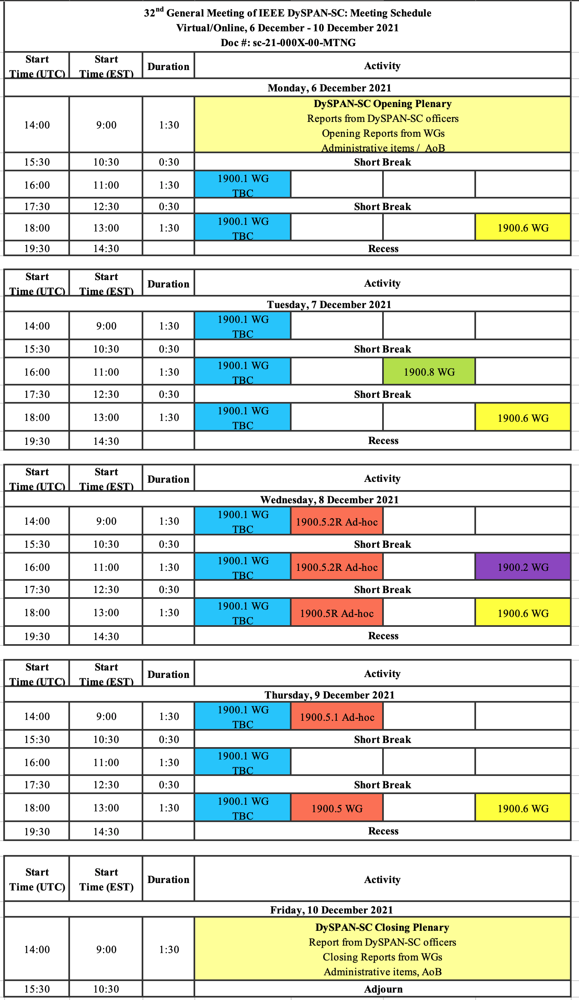 32nd General Meeting of IEEE DySPAN-SC: Meeting Schedule
Virtual/Online, 6 December - 10 December 2021
Doc #: sc-21-000X-00-MTNG
Start Time (UTC) Start Time (EST) Duration Activity
Monday, 6 December 2021
14:00 9:00 1:30 DySPAN-SC Opening Plenary
Reports from DySPAN-SC officers
Opening Reports from WGs
Administrative items / AoB
15:30 10:30 0:30 Short Break
16:00 11:00 1:30 1900.1 WG TBC
17:30 12:30 0:30 Short Break
18:00 13:00 1:30 1900.1 WG TBC 1900.6 WG
19:30 14:30 Recess
Start Time (UTC) Start Time (EST) Duration Activity
Tuesday, 7 December 2021
14:00 9:00 1:30 1900.1 WG TBC
15:30 10:30 0:30 Short Break
16:00 11:00 1:30 1900.1 WG TBC 1900.8 WG
17:30 12:30 0:30 Short Break
18:00 13:00 1:30 1900.1 WG TBC 1900.6 WG
19:30 14:30 Recess
Start Time (UTC) Start Time (EST) Duration Activity
Wednesday, 8 December 2021
14:00 9:00 1:30 1900.1 WG TBC 1900.5.2R Ad-hoc
15:30 10:30 0:30 Short Break
16:00 11:00 1:30 1900.1 WG TBC 1900.5.2R Ad-hoc 1900.2 WG
17:30 12:30 0:30 Short Break
18:00 13:00 1:30 1900.1 WG TBC 1900.5R Ad-hoc 1900.6 WG
19:30 14:30 Recess
Start Time (UTC) Start Time (EST) Duration Activity
Thursday, 9 December 2021
14:00 9:00 1:30 1900.1 WG TBC 1900.5.1 Ad-hoc
15:30 10:30 0:30 Short Break
16:00 11:00 1:30 1900.1 WG TBC
17:30 12:30 0:30 Short Break
18:00 13:00 1:30 1900.1 WG TBC 1900.5 WG 1900.6 WG
19:30 14:30 Recess
Start Time (UTC) Start Time (EST) Duration Activity
Friday, 10 December 2021
14:00 9:00 1:30 DySPAN-SC Closing Plenary
Report from DySPAN-SC officers
Closing Reports from WGs
Administrative items, AoB
15:30 10:30 Adjourn